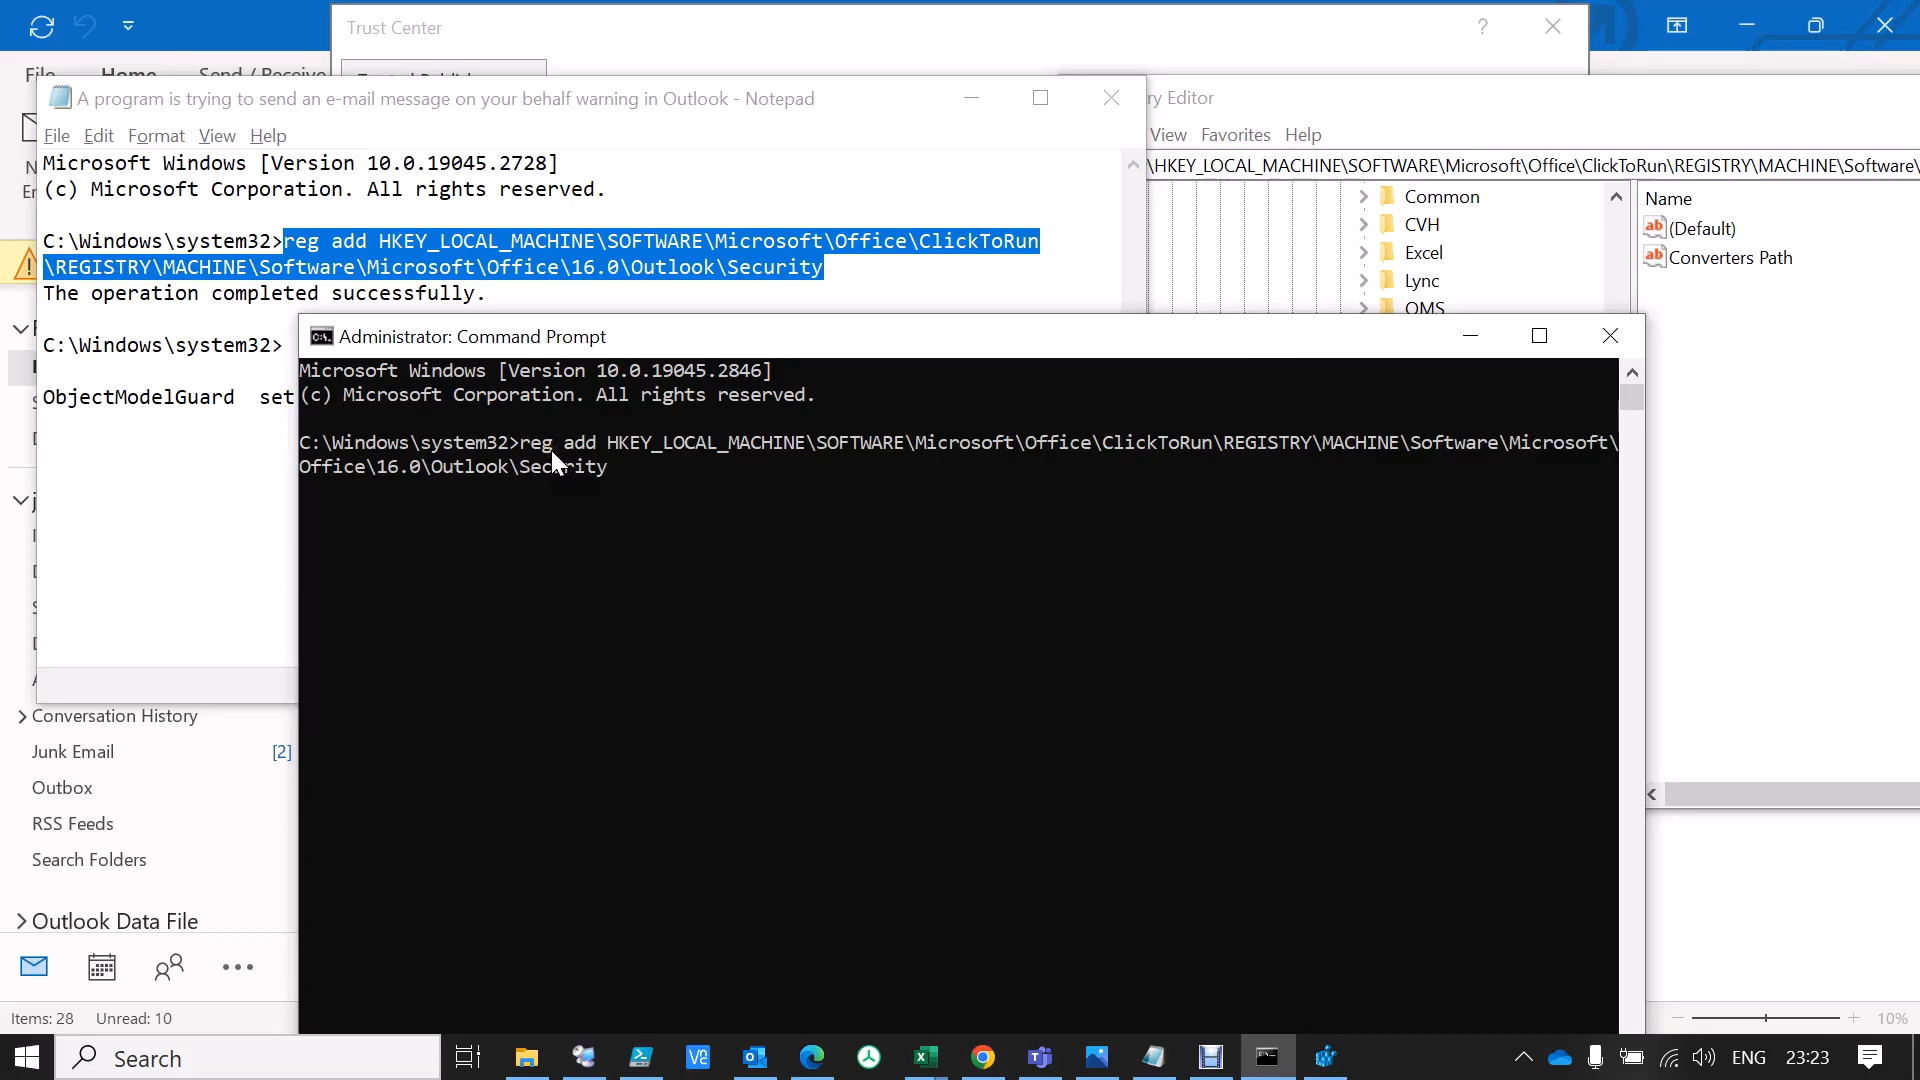 Trust Center
?
File Home Send / Receive
A program is trying to send an e-mail message on your behalf warning in Outlook - Notepad
File Edit Format View Help
Microsoft Windows [Version 10.0.19045.2728]
(c) Microsoft Corporation. All rights reserved.
C:\Windows\system32>reg add HKEY_LOCAL_MACHINE\SOFTWARE\Microsoft\Office\ClickToRun
\REGISTRY\MACHINE\Software\Microsoft\Office\16.0\Outlook\Security
The operation completed successfully.
C:\Windows\system32>
ObjectModelGuard set
ry Editor
View Favorites Help
\HKEY_LOCAL_MACHINE\SOFTWARE\Microsoft\Office\ClickToRun\REGISTRY\MACHINE\Software\
Common
CVH
Excel
Lync
OMS
Name
ab (Default)
ab Converters Path
Administrator: Command Prompt
Microsoft Windows [Version 10.0.19045.2846]
(c) Microsoft Corporation. All rights reserved.
C:\Windows\system32>reg add HKEY_LOCAL_MACHINE\SOFTWARE\Microsoft\Office\ClickToRun\REGISTRY\MACHINE\Software\Microsoft\
Office\16.0\Outlook\Security
Conversation History
Junk Email [2]
Outbox
RSS Feeds
Search Folders
Outlook Data File
Items: 28 Unread: 10
10%
Search
ENG 23:23